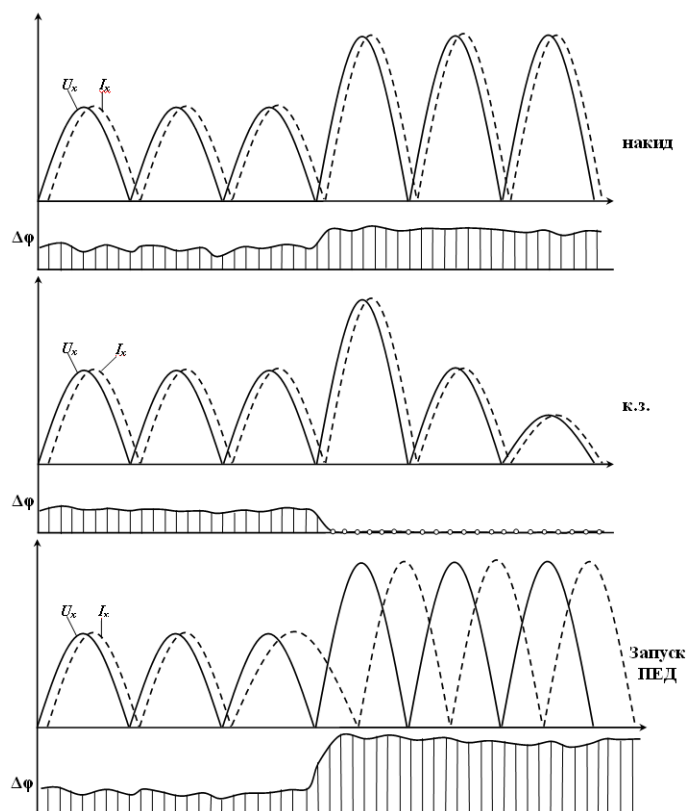 Uₓ Iₓ
накид
Δφ
Uₓ Iₓ
к.з.
Δφ
Uₓ Iₓ
Запуск
ПЕД
Δφ